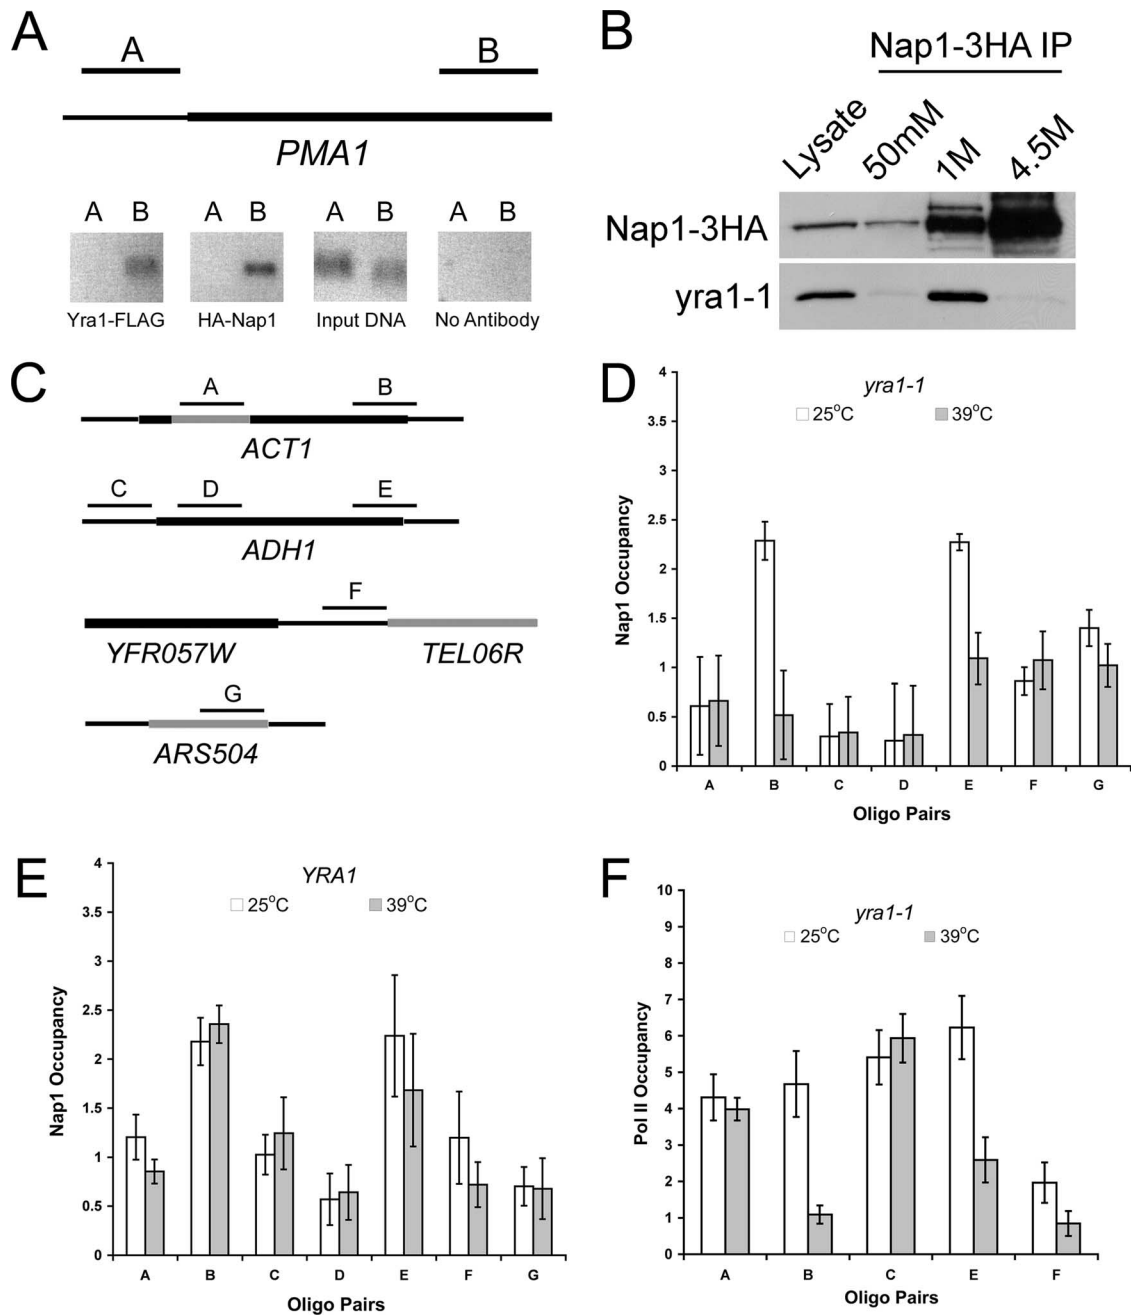 A
A
B
PMA1
A B
A B
A B
A B
Yra1-FLAG
HA-Nap1
Input DNA
No Antibody
B
Nap1-3HA IP
Lysate
50mM
1M
4.5M
Nap1-3HA
yra1-1
C
A
B
ACT1
C
D
E
ADH1
F
YFR057W
TEL06R
G
ARS504
D
yra1-1
25°C
39°C
Nap1 Occupancy
4
3.5
3
2.5
2
1.5
1
0.5
0
A B C D E F G
Oligo Pairs
E
YRA1
25°C
39°C
Nap1 Occupancy
4
3.5
3
2.5
2
1.5
1
0.5
0
A B C D E F G
Oligo Pairs
F
yra1-1
25°C
39°C
Pol II Occupancy
10
9
8
7
6
5
4
3
2
1
0
A B C E F
Oligo Pairs